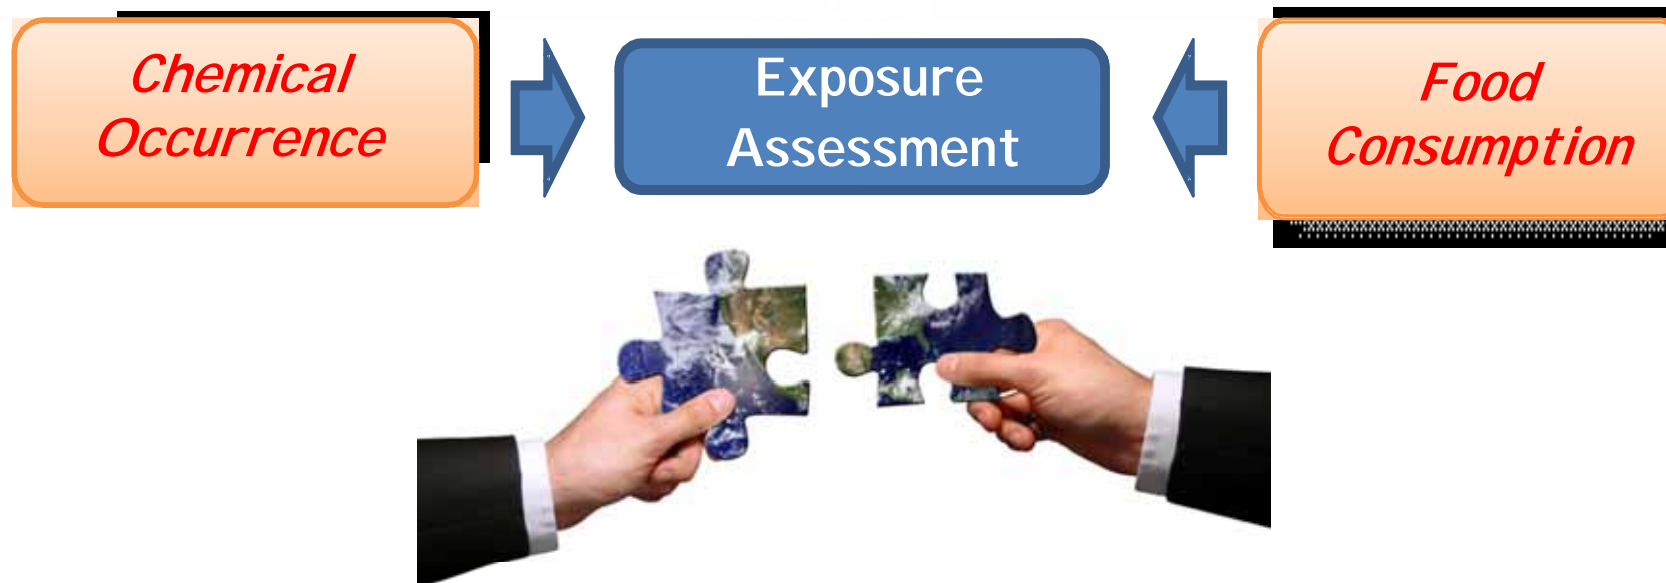 Chemical
Occurrence
Exposure
Assessment
Food
Consumption